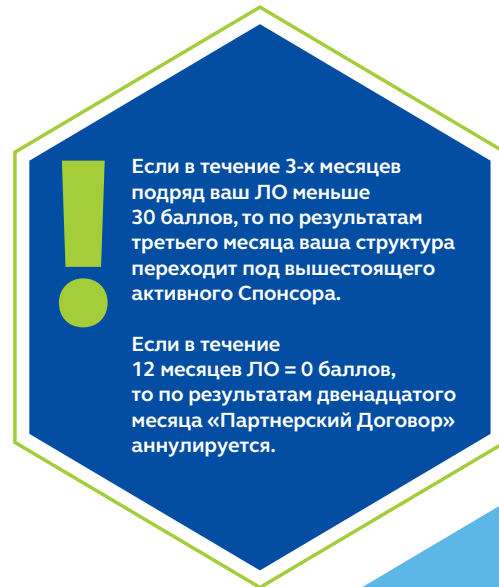 !
Если в течение 3-х месяцев
подряд ваш ЛО меньше
30 баллов, то по результатам
третьего месяца ваша структура
переходит под вышестоящего
активного Спонсора.
Если в течение
12 месяцев ЛО = 0 баллов,
то по результатам двенадцатого
месяца «Партнерский Договор»
аннулируется.